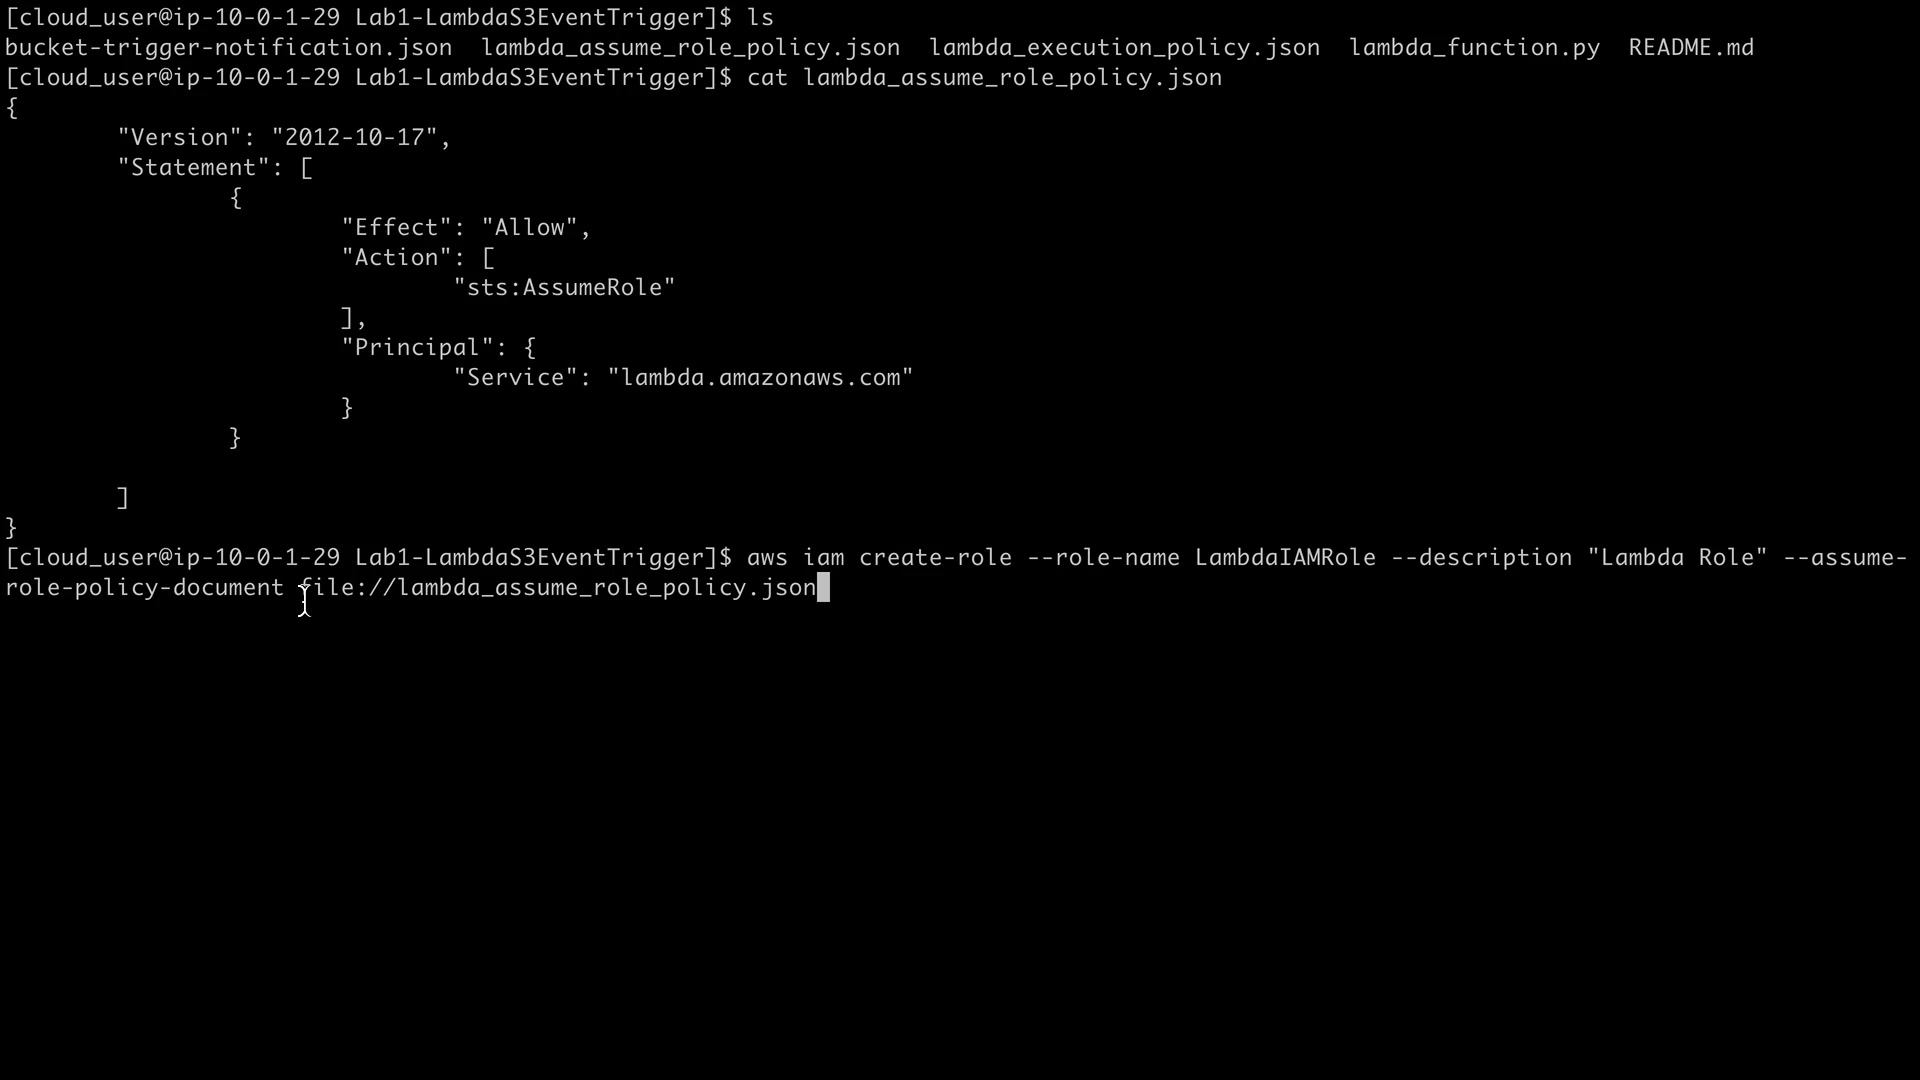 [cloud_user@ip-10-0-1-29 Lab1-LambdaS3EventTrigger]$ ls
bucket-trigger-notification.json  lambda_assume_role_policy.json  lambda_execution_policy.json  lambda_function.py  README.md
[cloud_user@ip-10-0-1-29 Lab1-LambdaS3EventTrigger]$ cat lambda_assume_role_policy.json
{
        "Version": "2012-10-17",
        "Statement": [
                {
                        "Effect": "Allow",
                        "Action": [
                                "sts:AssumeRole"
                        ],
                        "Principal": {
                                "Service": "lambda.amazonaws.com"
                        }
                }

        ]
}
[cloud_user@ip-10-0-1-29 Lab1-LambdaS3EventTrigger]$ aws iam create-role --role-name LambdaIAMRole --description "Lambda Role" --assume-
role-policy-document file://lambda_assume_role_policy.json